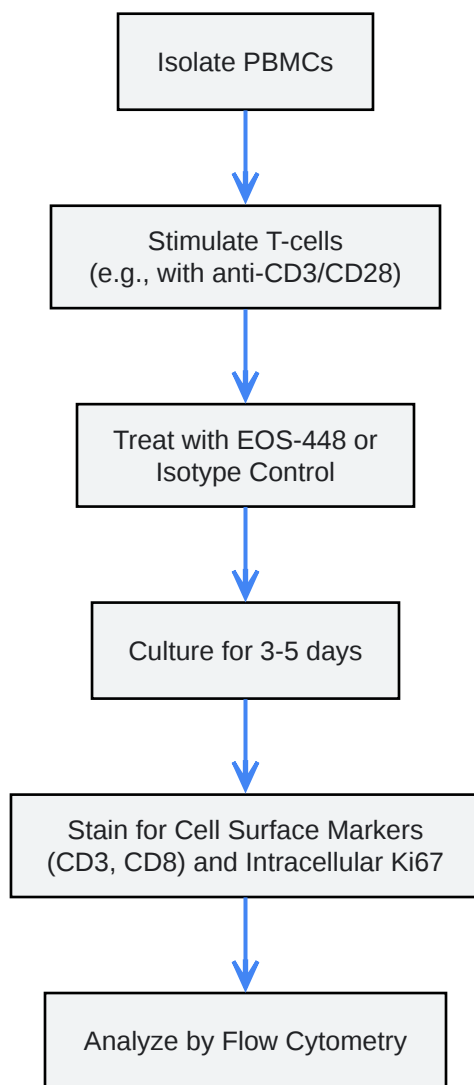 Isolate PBMCs
Stimulate T-cells
(e.g., with anti-CD3/CD28)
Treat with EOS-448 or
Isotype Control
Culture for 3-5 days
Stain for Cell Surface Markers
(CD3, CD8) and Intracellular Ki67
Analyze by Flow Cytometry